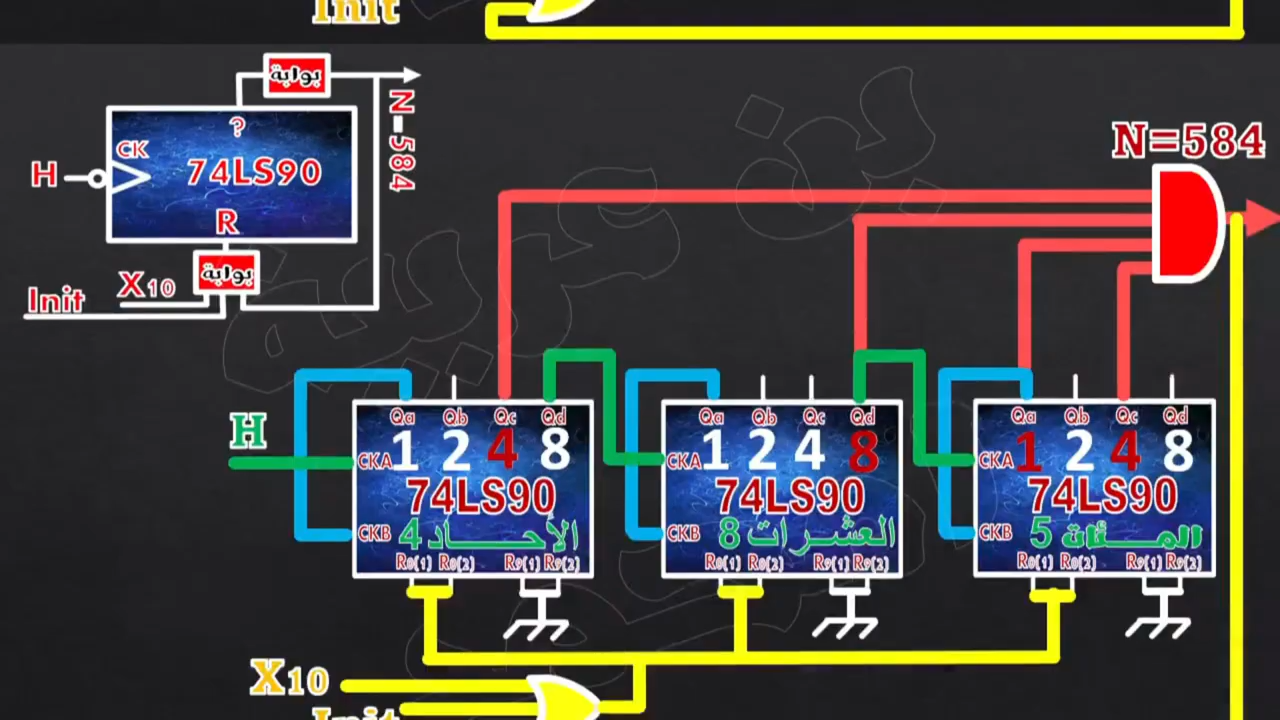 Init
بوابة
?
CK
H
74LS90
R
N=584
بوابة
X10
Init
N=584
H
Qa Qb Qc Qd
1 2 4 8
CKA
74LS90
CKB
الآحاد 4
R0(1) R0(2) R9(1) R9(2)
Qa Qb Qc Qd
1 2 4 8
CKA
74LS90
CKB
العشرات 8
R0(1) R0(2) R9(1) R9(2)
Qa Qb Qc Qd
1 2 4 8
CKA
74LS90
CKB
المئات 5
R0(1) R0(2) R9(1) R9(2)
X10
Init